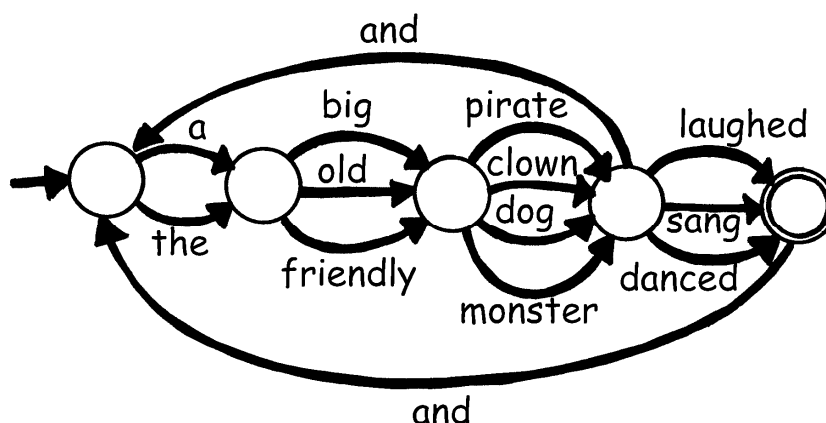 and
a
the
big
old
friendly
pirate
clown
dog
monster
laughed
sang
danced
and